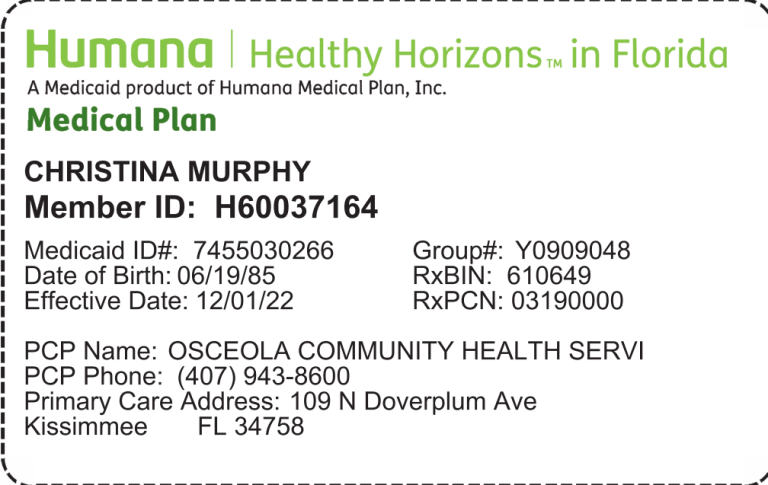 Humana | Healthy Horizons™ in Florida
A Medicaid product of Humana Medical Plan, Inc.
Medical Plan
CHRISTINA MURPHY
Member ID: H60037164
Medicaid ID#: 7455030266 Group#: Y0909048
Date of Birth: 06/19/85 RxBIN: 610649
Effective Date: 12/01/22 RxPCN: 03190000
PCP Name: OSCEOLA COMMUNITY HEALTH SERVI
PCP Phone: (407) 943-8600
Primary Care Address: 109 N Doverplum Ave
Kissimmee FL 34758